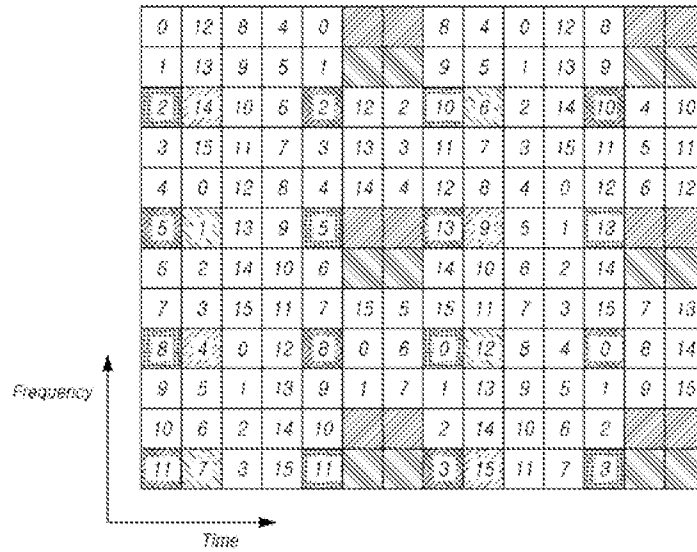 0 12 8 4 0 8 4 0 12 8
1 13 9 5 1 9 5 1 13 9
2 14 10 6 2 12 2 10 6 2 14 10 4 10
3 15 11 7 3 13 3 11 7 3 15 11 5 11
4 0 12 8 4 14 4 12 8 4 0 12 6 12
5 1 13 9 5 13 9 5 1 13
6 2 14 10 6 14 10 6 2 14
7 3 15 11 7 15 5 15 11 7 3 15 7 13
8 4 0 12 8 0 6 0 12 8 4 0 8 14
Frequency
9 5 1 13 9 1 7 1 13 9 5 1 9 15
10 6 2 14 10 2 14 10 6 2
11 7 3 15 11 3 15 11 7 3
Time